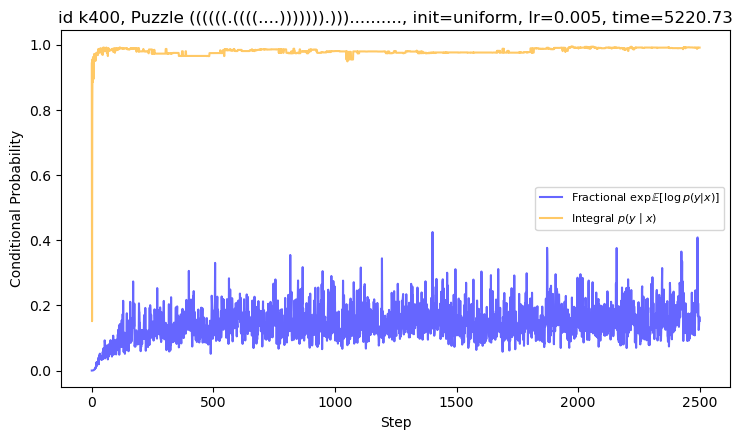 id k400, Puzzle ((((((.((((....))))))).)))).........., init=uniform, lr=0.005, time=5220.73
1.0
0.8
0.6
0.4
0.2
0.0
Conditional Probability
Fractional exp𝔼[log p(y|x)]
Integral p(y | x)
0
500
1000
1500
2000
2500
Step